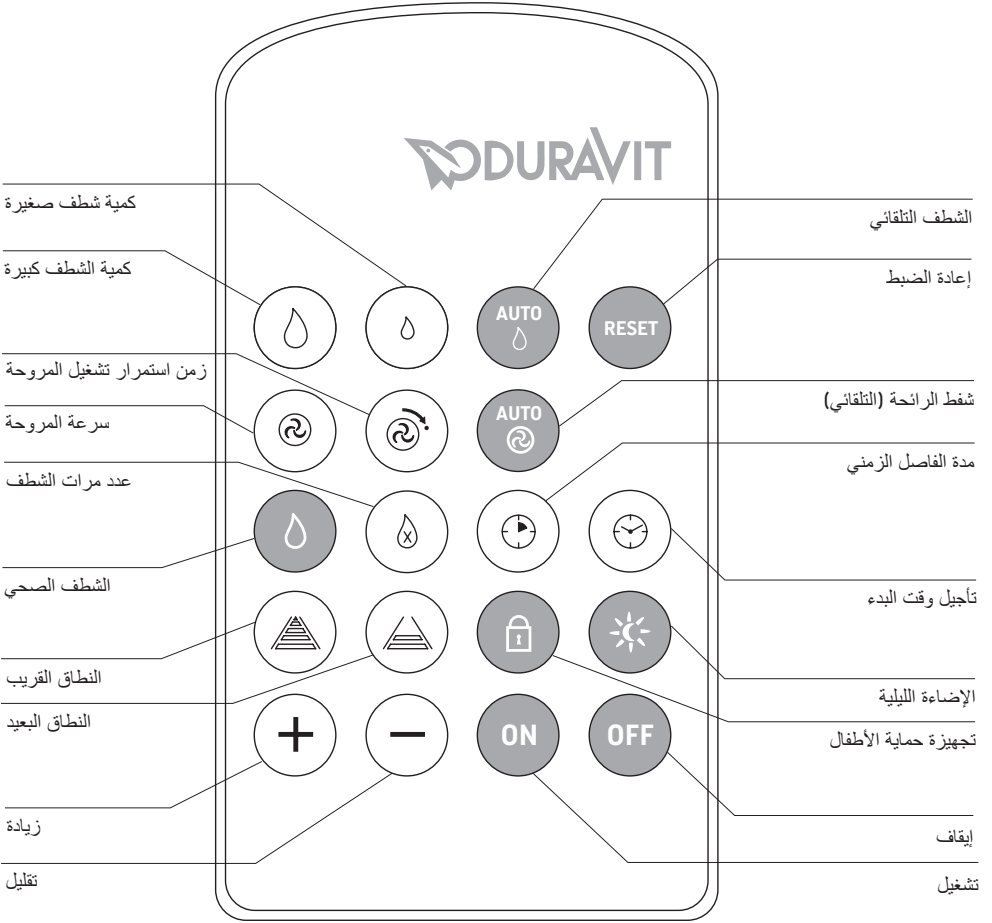 DURAVIT
كمية شطف صغيرة
الشطف التلقائي
كمية الشطف كبيرة
إعادة الضبط
AUTO
RESET
زمن استمرار تشغيل المروحة
شفط الرائحة (التلقائي)
سرعة المروحة
AUTO
مدة الفاصل الزمني
عدد مرات الشطف
X
الشطف الصحي
تأجيل وقت البدء
النطاق القريب
الإضاءة الليلية
النطاق البعيد
تجهيزة حماية الأطفال
ON
OFF
زيادة
إيقاف
تقليل
تشغيل